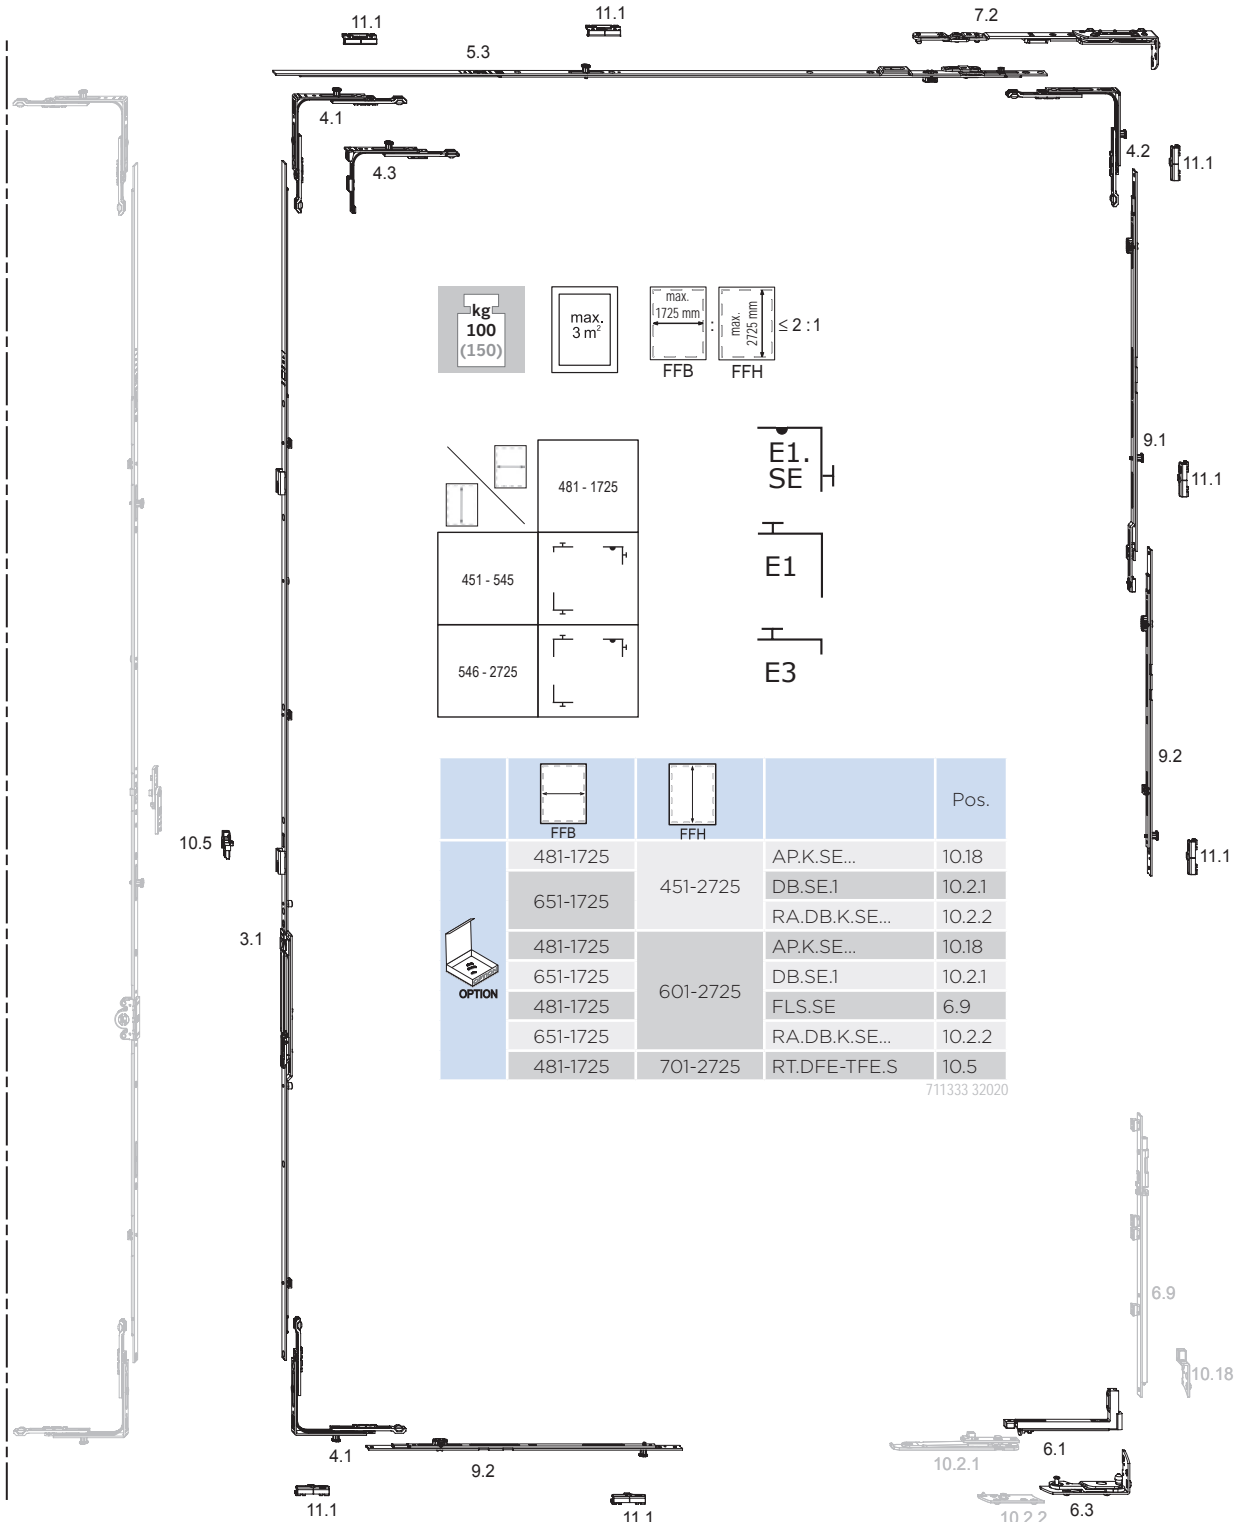 11.1
11.1
7.2
5.3
4.1
4.3
4.2
11.1
kg
100
(150)
max.
3 m²
max.
1725 mm
:
max.
2725 mm
≤ 2 :1
FFB
FFH
481 - 1725
451 - 545
546 - 2725
E1.
SE
E1
E3
9.1
11.1
9.2
11.1
10.5
3.1
FFB
FFH
Pos.
OPTION
481-1725
451-2725
AP.K.SE...
10.18
651-1725
DB.SE.1
10.2.1
RA.DB.K.SE...
10.2.2
481-1725
601-2725
AP.K.SE...
10.18
651-1725
DB.SE.1
10.2.1
481-1725
FLS.SE
6.9
651-1725
RA.DB.K.SE...
10.2.2
481-1725
701-2725
RT.DFE-TFE.S
10.5
711333 32020
6.9
10.18
4.1
9.2
10.2.1
6.1
11.1
11.1
10.2.2
6.3